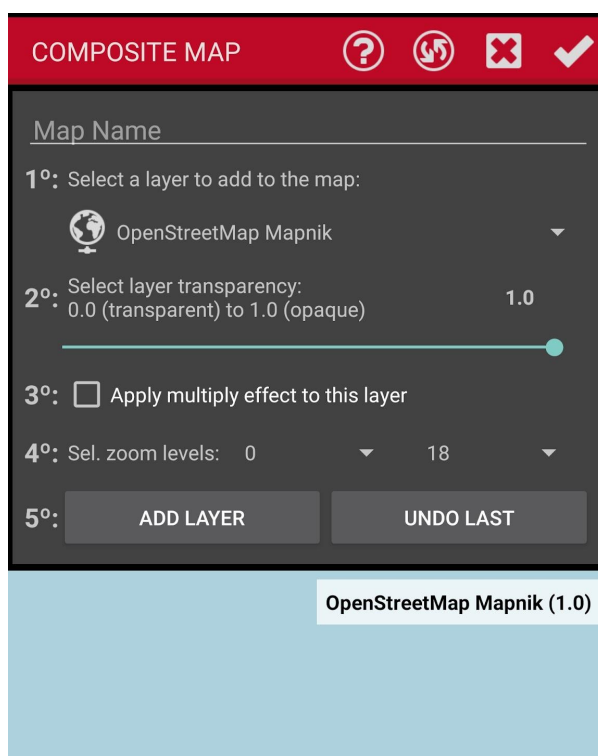 COMPOSITE MAP
Map Name
1º: Select a layer to add to the map:
OpenStreetMap Mapnik
2º: Select layer transparency:
0.0 (transparent) to 1.0 (opaque) 1.0
3º: Apply multiply effect to this layer
4º: Sel. zoom levels: 0 18
5º: ADD LAYER UNDO LAST
OpenStreetMap Mapnik (1.0)